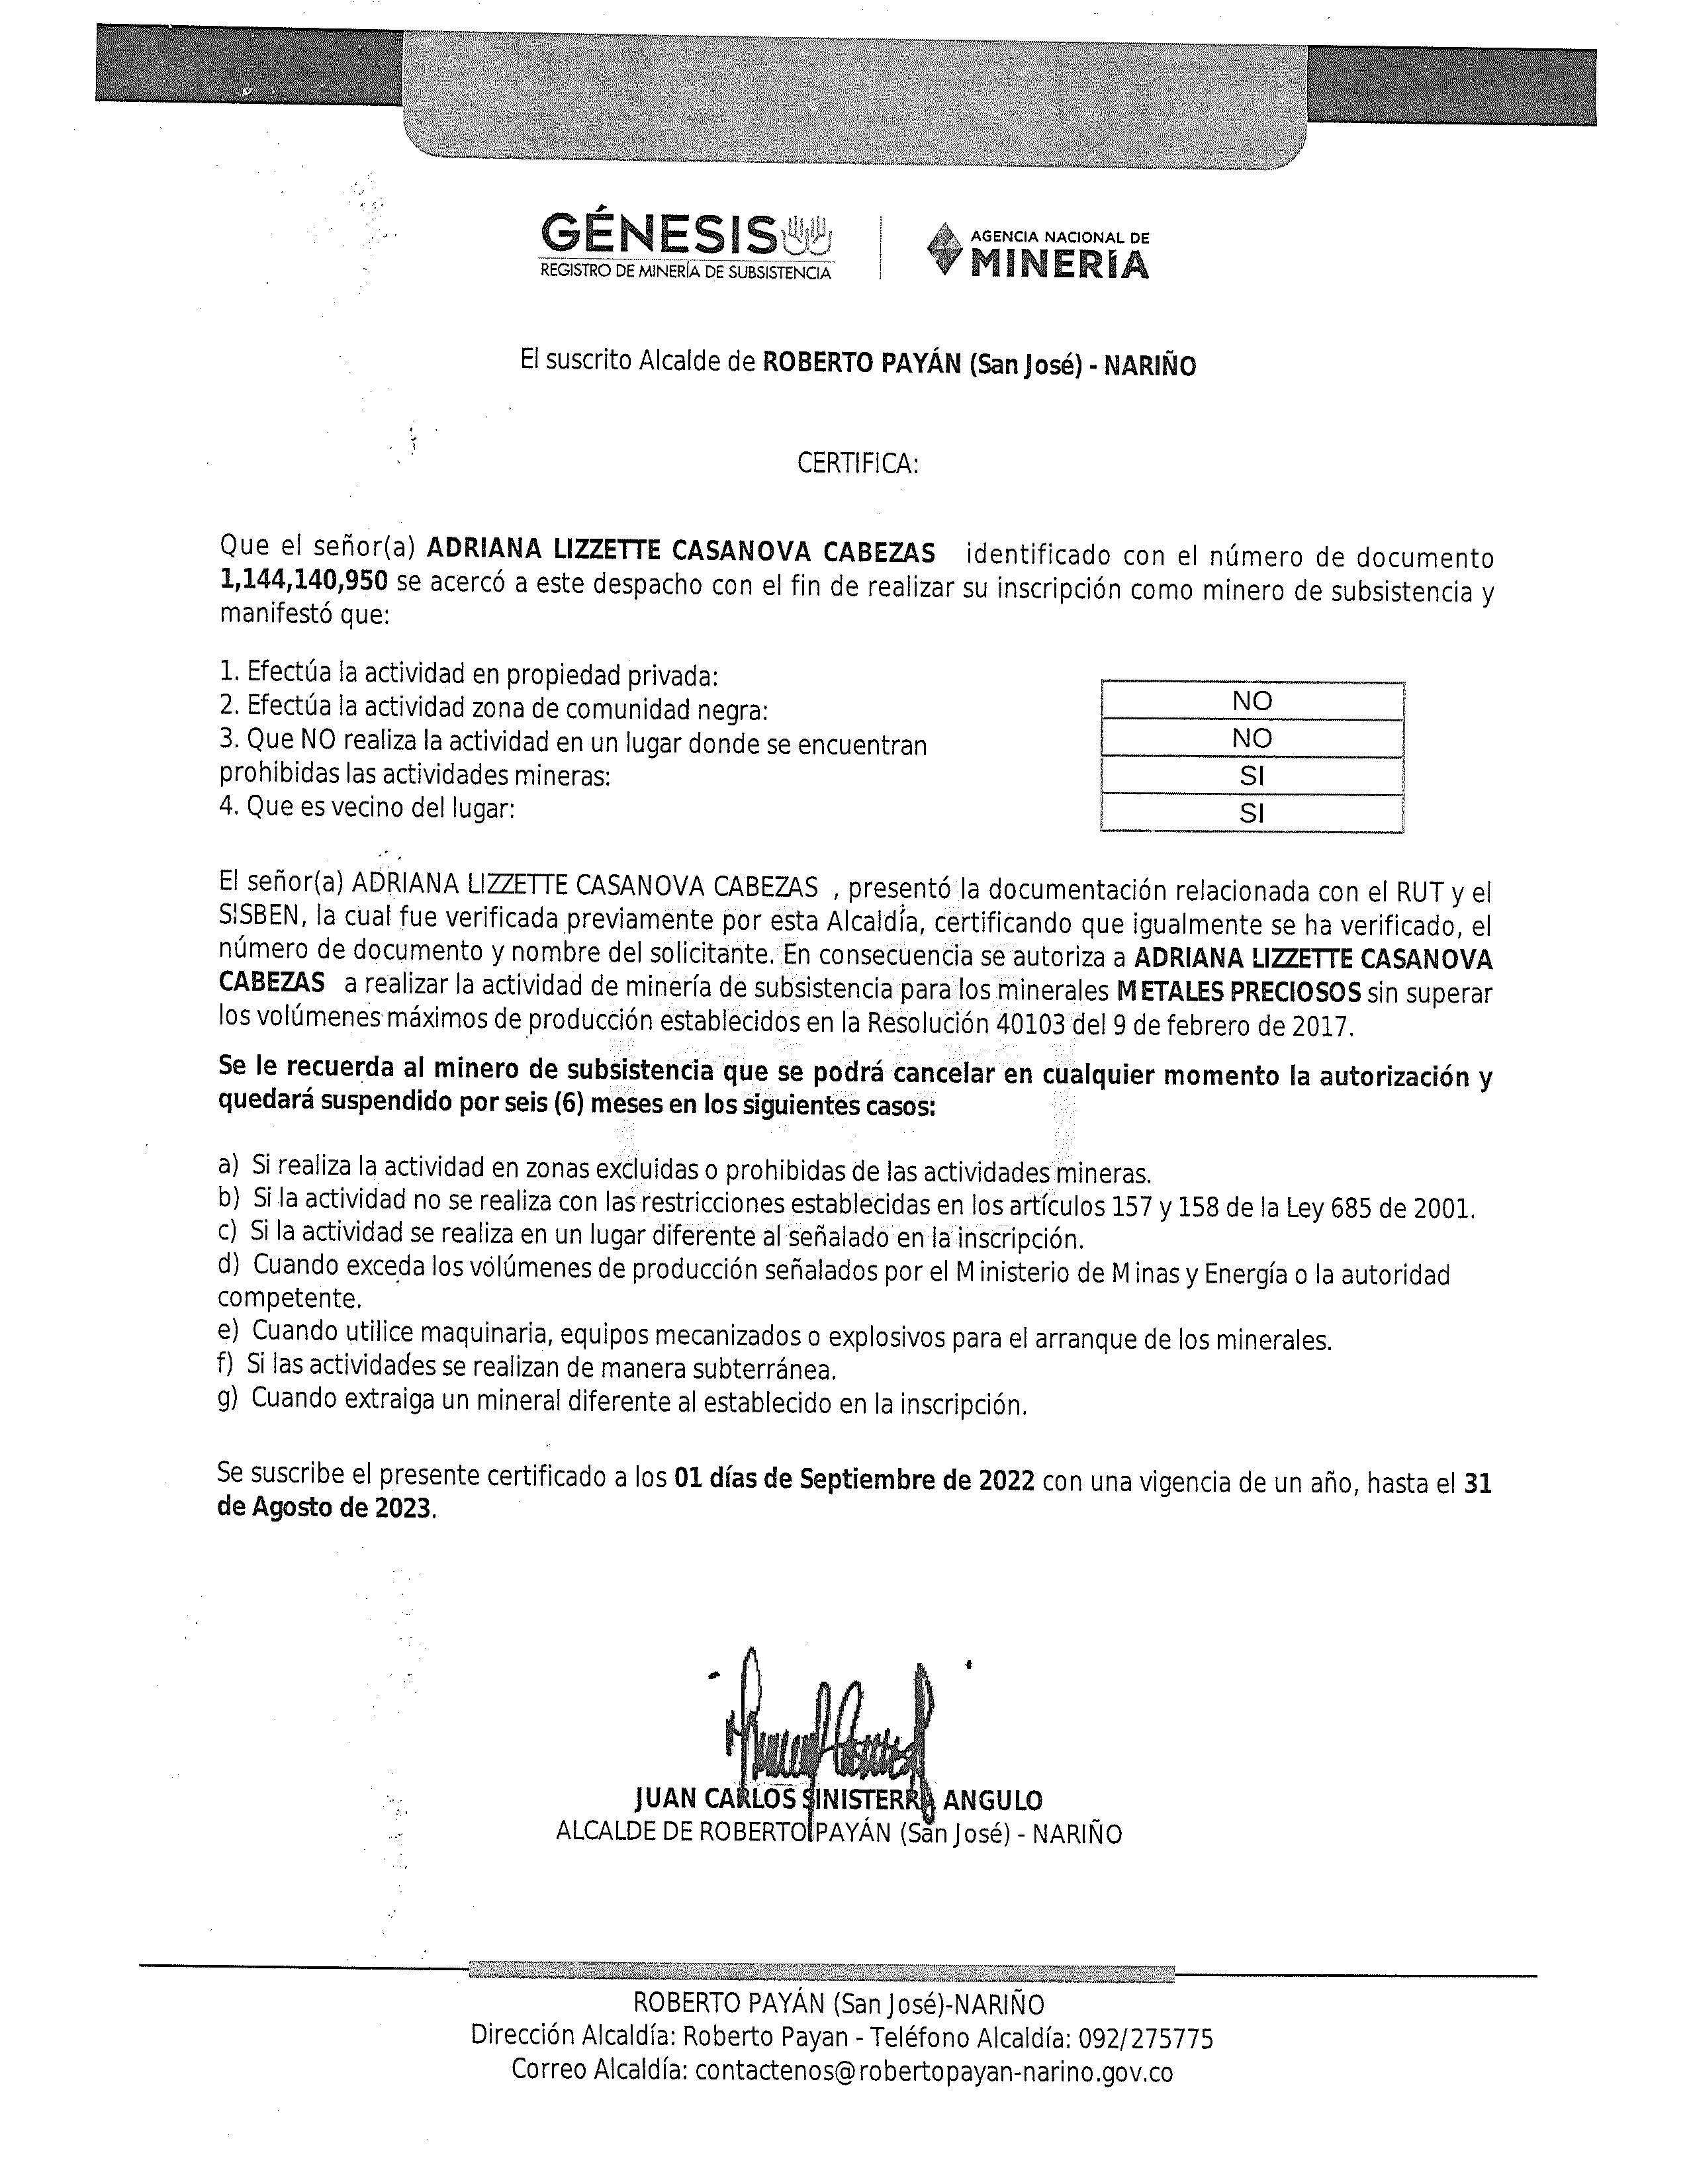 GÉNESIS
REGISTRO DE MINERÍA DE SUBSISTENCIA
AGENCIA NACIONAL DE
MINERÍA
El suscrito Alcalde de ROBERTO PAYÁN (San José) - NARIÑO
CERTIFICA:
Que el señor(a) ADRIANA LIZZETTE CASANOVA CABEZAS identificado con el número de documento
1,144,140,950 se acercó a este despacho con el fin de realizar su inscripción como minero de subsistencia y
manifestó que:
1. Efectúa la actividad en propiedad privada:
NO
2. Efectúa la actividad zona de comunidad negra:
NO
3. Que NO realiza la actividad en un lugar donde se encuentran
prohibidas las actividades mineras:
SI
4. Que es vecino del lugar:
SI
El señor(a) ADRIANA LIZZETTE CASANOVA CABEZAS , presentó la documentación relacionada con el RUT y el
SISBEN, la cual fue verificada previamente por esta Alcaldía, certificando que igualmente se ha verificado, el
número de documento y nombre del solicitante. En consecuencia se autoriza a ADRIANA LIZZETTE CASANOVA
CABEZAS a realizar la actividad de minería de subsistencia para los minerales METALES PRECIOSOS sin superar
los volúmenes máximos de producción establecidos en la Resolución 40103 del 9 de febrero de 2017.
Se le recuerda al minero de subsistencia que se podrá cancelar en cualquier momento la autorización y
quedará suspendido por seis (6) meses en los siguientes casos:
a) Si realiza la actividad en zonas excluidas o prohibidas de las actividades mineras.
b) Si la actividad no se realiza con las restricciones establecidas en los artículos 157 y 158 de la Ley 685 de 2001.
c) Si la actividad se realiza en un lugar diferente al señalado en la inscripción.
d) Cuando exceda los volúmenes de producción señalados por el Ministerio de Minas y Energía o la autoridad
competente.
e) Cuando utilice maquinaria, equipos mecanizados o explosivos para el arranque de los minerales.
f) Si las actividades se realizan de manera subterránea.
g) Cuando extraiga un mineral diferente al establecido en la inscripción.
Se suscribe el presente certificado a los 01 días de Septiembre de 2022 con una vigencia de un año, hasta el 31
de Agosto de 2023.
JUAN CARLOS SINISTERRA ANGULO
ALCALDE DE ROBERTO PAYÁN (San José) - NARIÑO
ROBERTO PAYÁN (San José)-NARIÑO
Dirección Alcaldía: Roberto Payan - Teléfono Alcaldía: 092/275775
Correo Alcaldía: contactenos@robertopayan-narino.gov.co